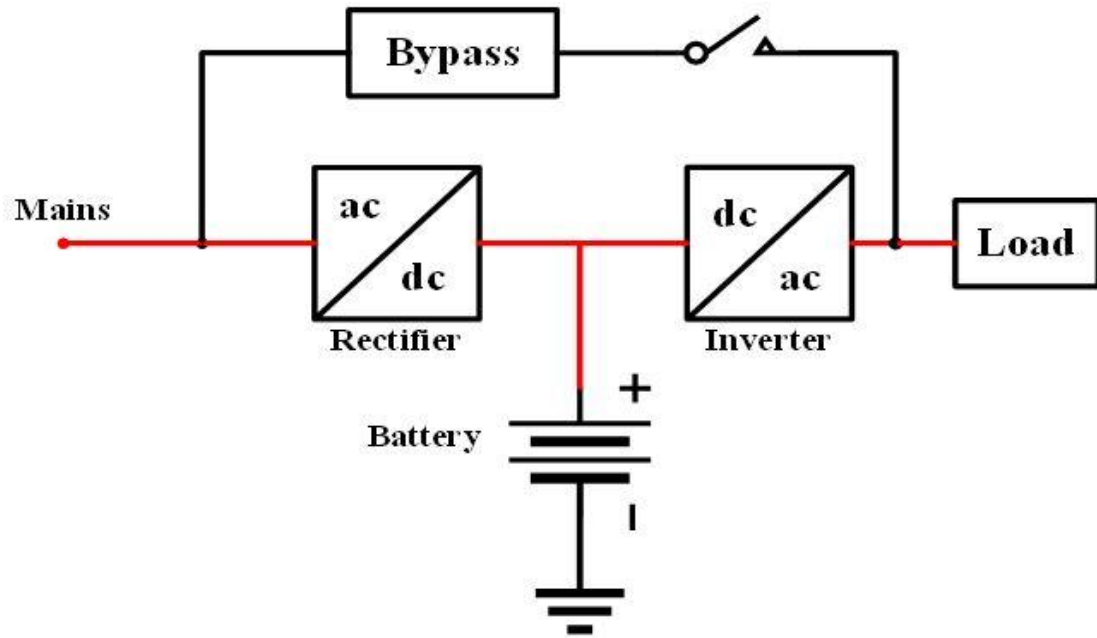 Bypass
Mains
ac
dc
Rectifier
dc
ac
Inverter
Load
Battery
+
−